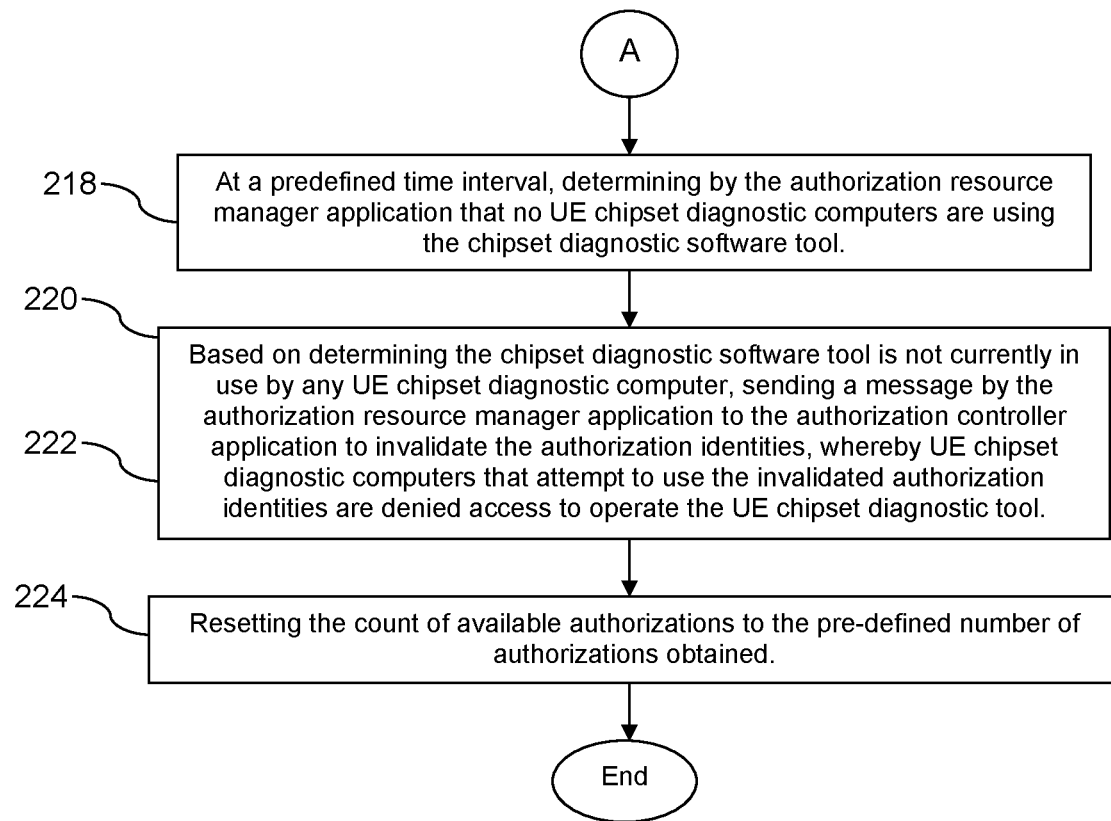 A
218
At a predefined time interval, determining by the authorization resource
manager application that no UE chipset diagnostic computers are using
the chipset diagnostic software tool.
220
Based on determining the chipset diagnostic software tool is not currently in
use by any UE chipset diagnostic computer, sending a message by the
authorization resource manager application to the authorization controller
222
application to invalidate the authorization identities, whereby UE chipset
diagnostic computers that attempt to use the invalidated authorization
identities are denied access to operate the UE chipset diagnostic tool.
224
Resetting the count of available authorizations to the pre-defined number of
authorizations obtained.
End